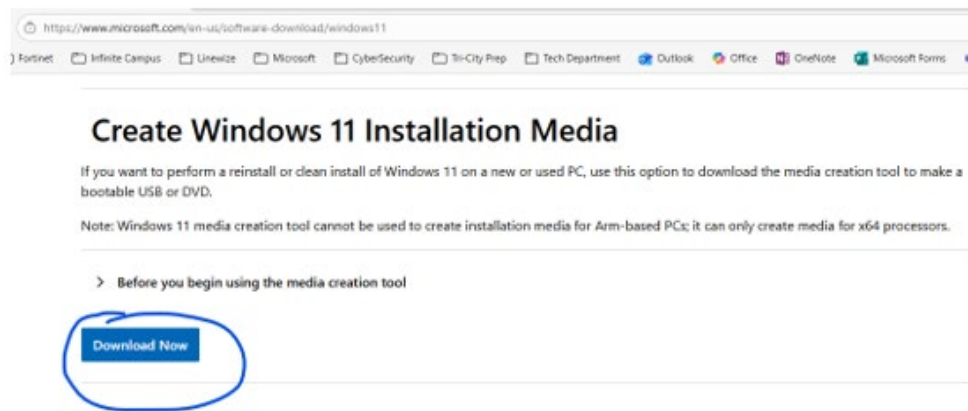 https://www.microsoft.com/en-us/software-download/windows11
Fortinet Infinite Campus Linewize Microsoft CyberSecurity Tri-City Prep Tech Department Outlook Office OneNote Microsoft Forms
Create Windows 11 Installation Media
If you want to perform a reinstall or clean install of Windows 11 on a new or used PC, use this option to download the media creation tool to make a
bootable USB or DVD.
Note: Windows 11 media creation tool cannot be used to create installation media for Arm-based PCs; it can only create media for x64 processors.
Before you begin using the media creation tool
Download Now